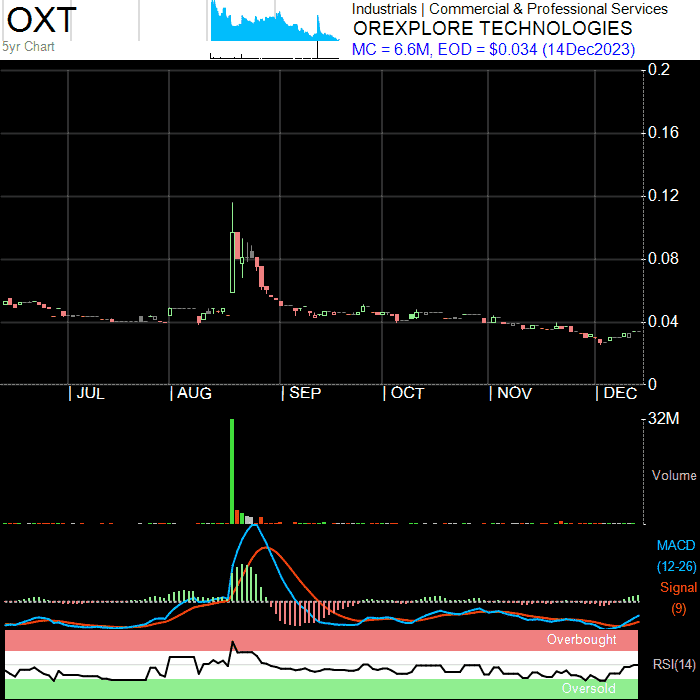 OXT
5yr Chart
Industrials | Commercial & Professional Services
OREXPLORE TECHNOLOGIES
MC = 6.6M, EOD = $0.034 (14Dec2023)
0.2
0.16
0.12
0.08
0.04
0
JUL AUG SEP OCT NOV DEC
32M
Volume
MACD
(12-26)
Signal
(9)
Overbought
RSI(14)
Oversold